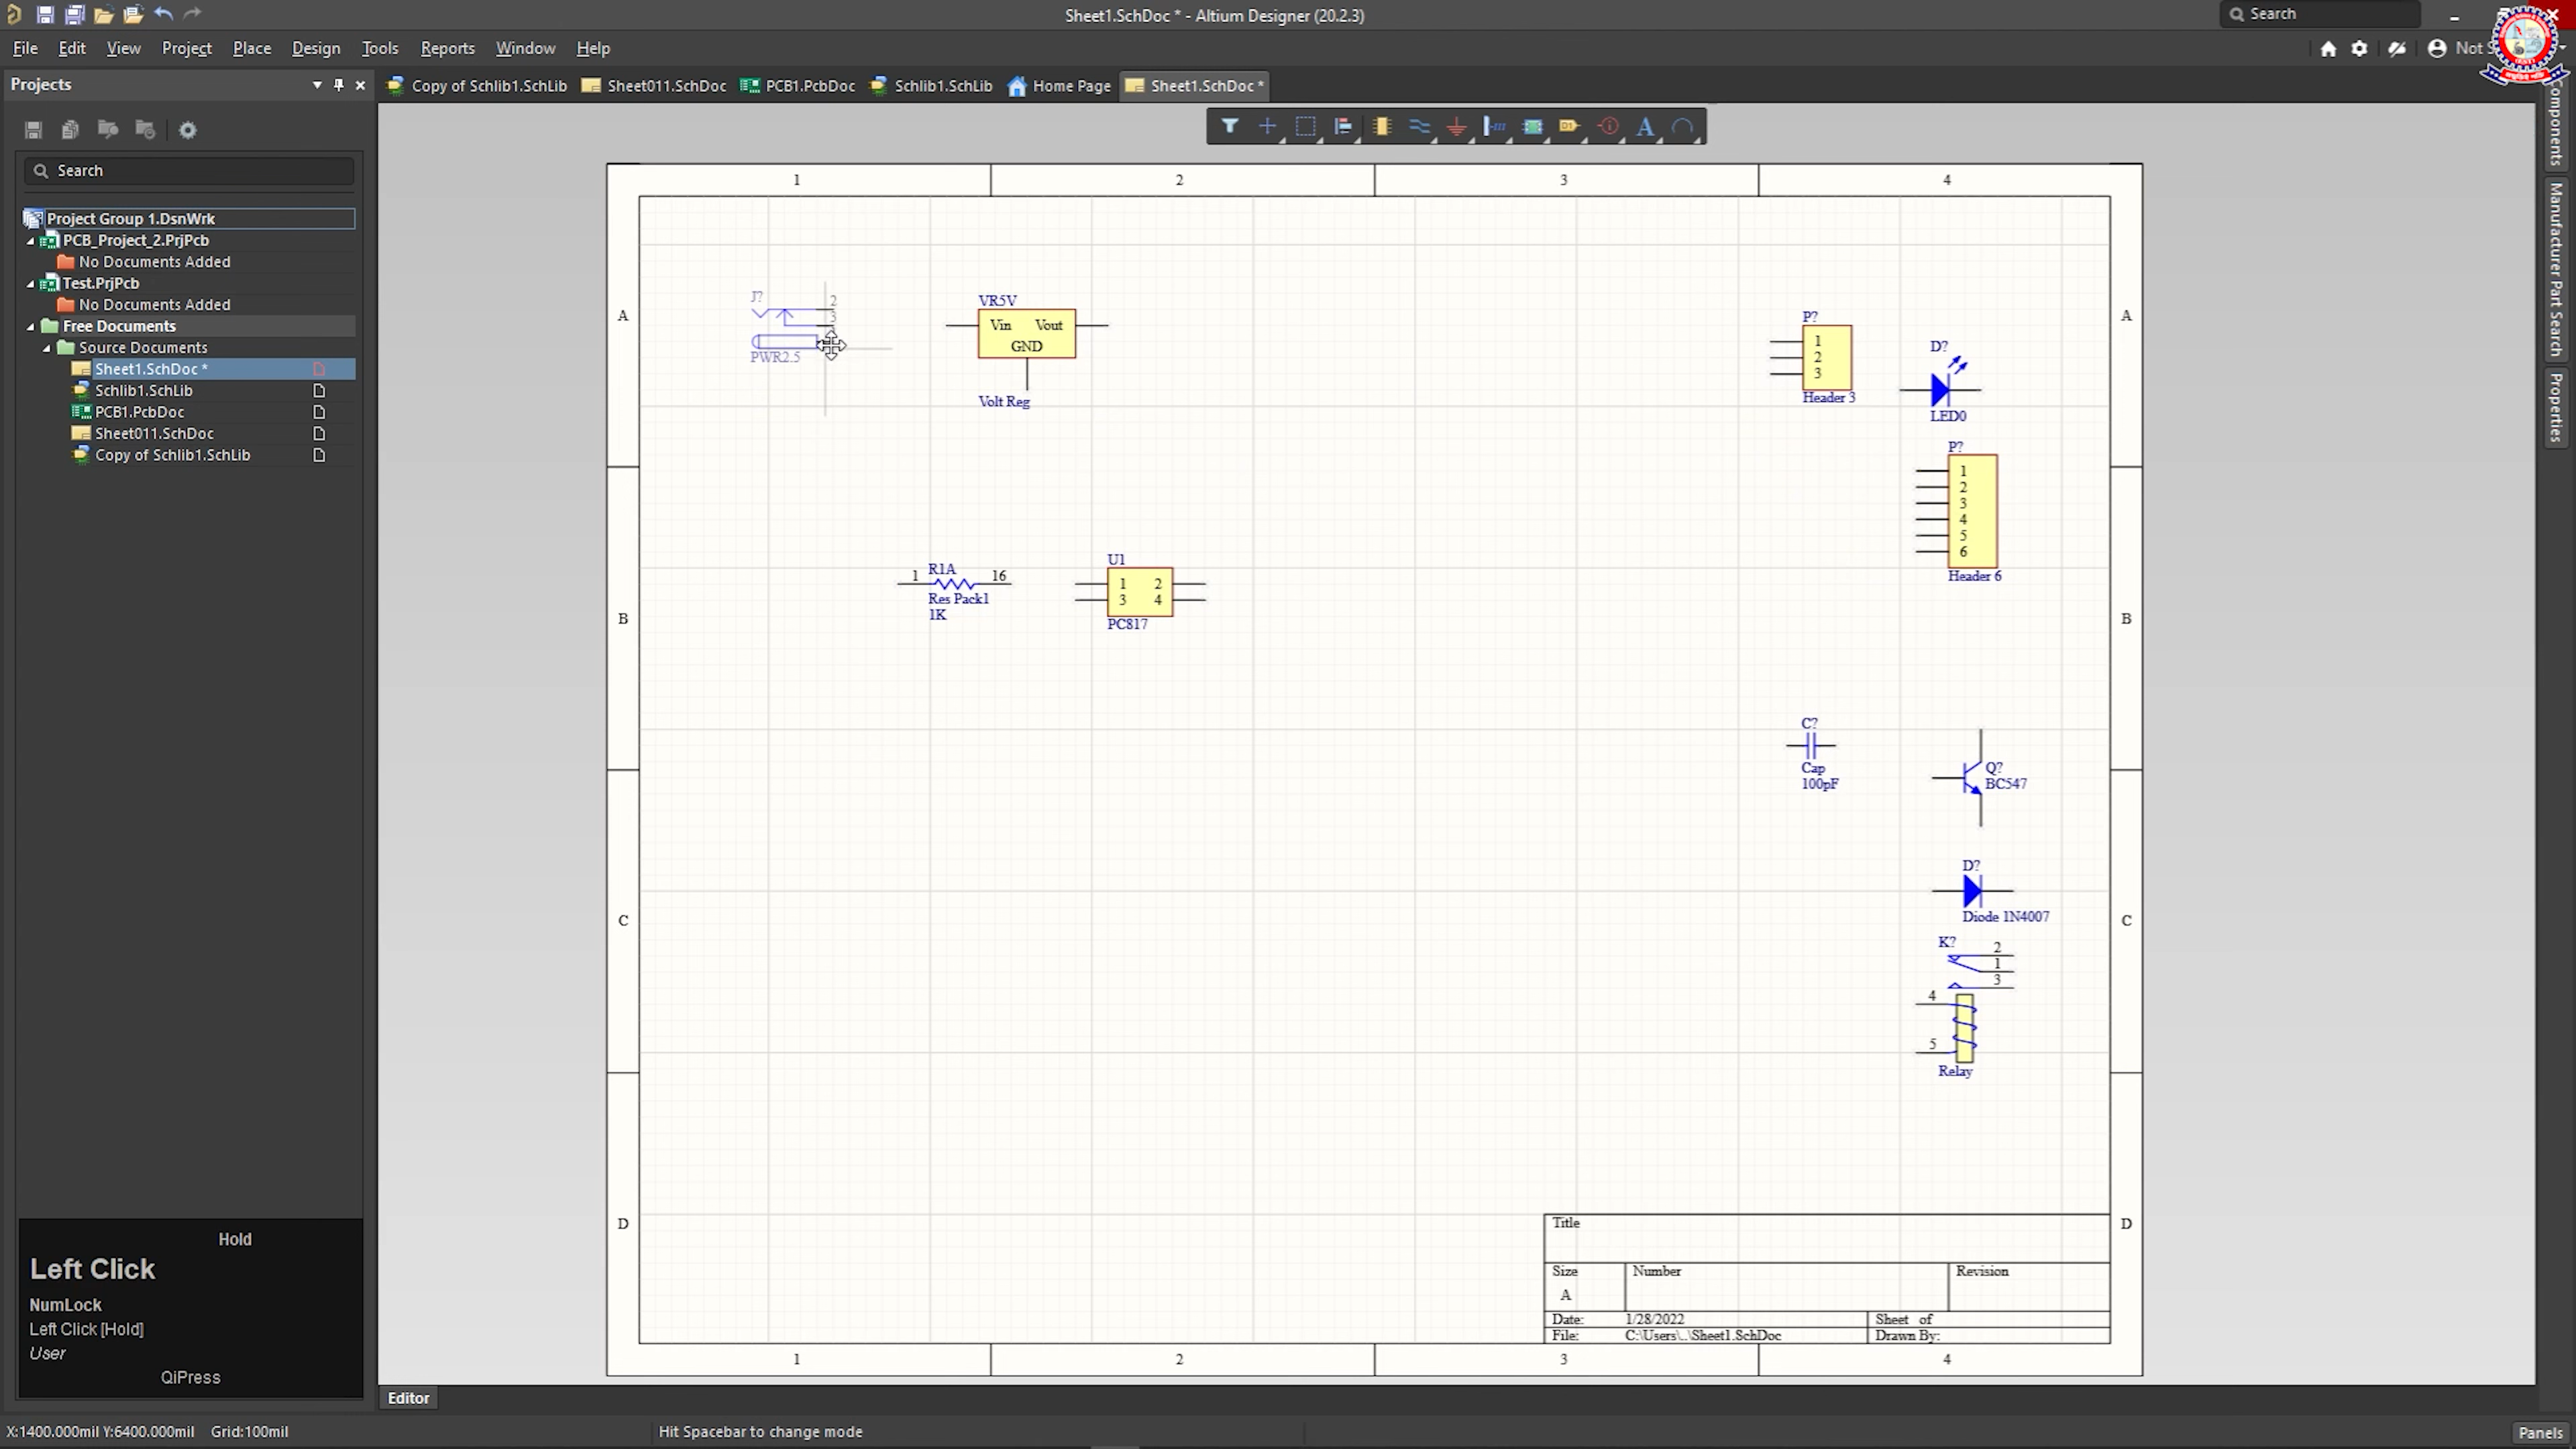 Sheet1.SchDoc * - Altium Designer (20.2.3)
Search
File Edit View Project Place Design Tools Reports Window Help
Not S
Projects
Copy of Schlib1.SchLib Sheet011.SchDoc PCB1.PcbDoc Schlib1.SchLib Home Page Sheet1.SchDoc *
Search
Project Group 1.DsnWrk
PCB_Project_2.PrjPcb
No Documents Added
Test.PrjPcb
No Documents Added
Free Documents
Source Documents
Sheet1.SchDoc *
Schlib1.SchLib
PCB1.PcbDoc
Sheet011.SchDoc
Copy of Schlib1.SchLib
Components
Manufacturer Part Search
Properties
1 2 3 4
A A
B B
C C
D D
J?
2
3
PWR2.5
VR5V
Vin Vout
GND
Volt Reg
P?
1
2
3
Header 3
D?
LED0
P?
1
2
3
4
5
6
Header 6
1 R1A 16
Res Pack1
1K
U1
1 2
3 4
PC817
C?
Cap
100pF
Q?
BC547
D?
Diode 1N4007
K?
2
1
3
4
5
Relay
Title
Size Number Revision
A
Date: 1/28/2022 Sheet of
File: C:\Users\..\Sheet1.SchDoc Drawn By:
1 2 3 4
Hold
Left Click
NumLock
Left Click [Hold]
User
QiPress
Editor
X:1400.000mil Y:6400.000mil Grid:100mil
Hit Spacebar to change mode
Panels